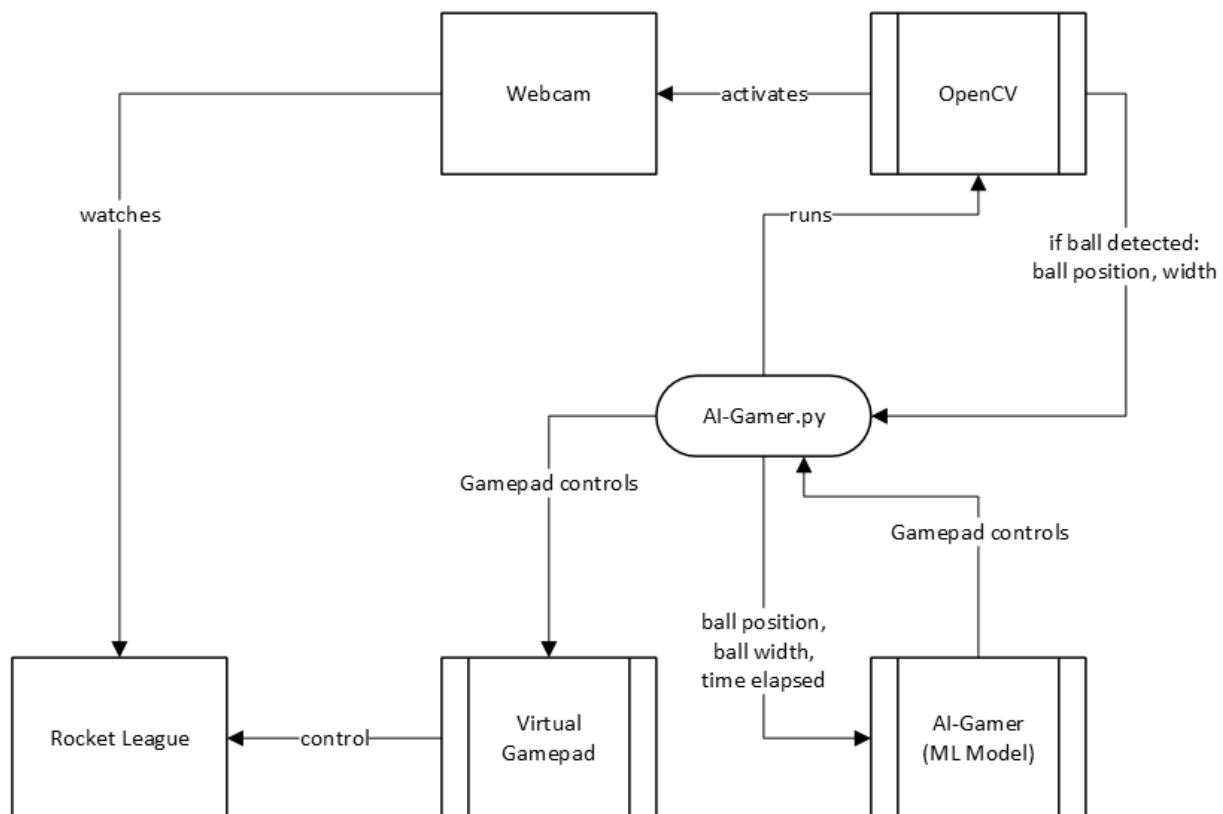 Webcam
activates
OpenCV
watches
runs
if ball detected:
ball position, width
AI-Gamer.py
Gamepad controls
Gamepad controls
ball position,
ball width,
time elapsed
Rocket League
control
Virtual
Gamepad
AI-Gamer
(ML Model)